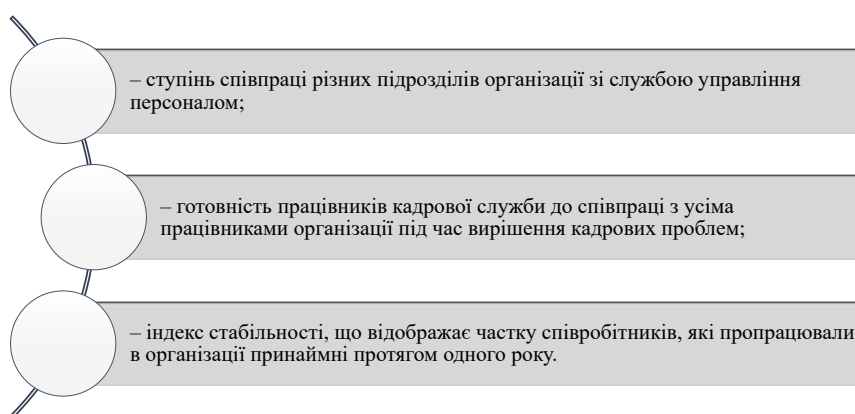 – ступінь співпраці різних підрозділів організації зі службою управління
персоналом;
– готовність працівників кадрової служби до співпраці з усіма
працівниками організації під час вирішення кадрових проблем;
– індекс стабільності, що відображає частку співробітників, які пропрацювали
в організації принаймні протягом одного року.